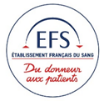 EFS
ÉTABLISSEMENT FRANÇAIS DU SANG
Du donneur
aux patients